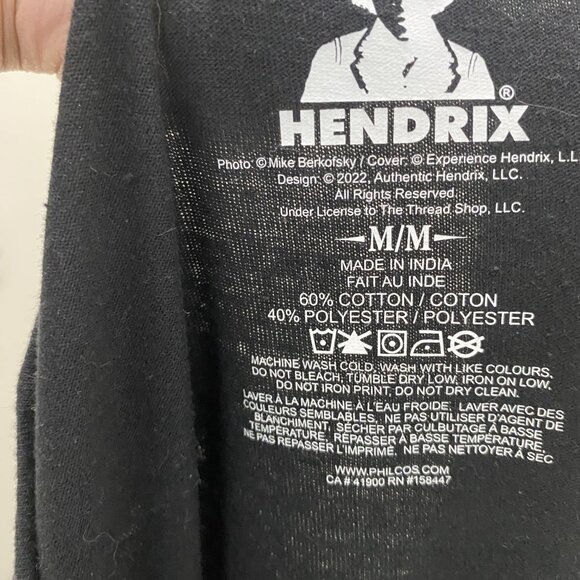 ®
HENDRIX
Photo: © Mike Berkofsky / Cover: © Experience Hendrix, L.L.
Design: © 2022, Authentic Hendrix, LLC.
All Rights Reserved.
Under License to The Thread Shop, LLC.
M/M
MADE IN INDIA
FAIT AU INDE
60% COTTON / COTON
40% POLYESTER / POLYESTER
MACHINE WASH COLD, WASH WITH LIKE COLOURS,
DO NOT BLEACH, TUMBLE DRY LOW, IRON ON LOW,
DO NOT IRON PRINT, DO NOT DRY CLEAN.
LAVER À LA MACHINE À L'EAU FROIDE, LAVER AVEC DES
COULEURS SEMBLABLES, NE PAS UTILISER D'AGENT DE
BLANCHIMENT, SÉCHER PAR CULBUTAGE À BASSE
TEMPÉRATURE, RÉPASSER À BASSE TEMPÉRATURE,
NE PAS REPASSER L'IMPRIMÉ, NE PAS NETTOYER À SEC
WWW.PHILCOS.COM
CA # 41900 RN #158447